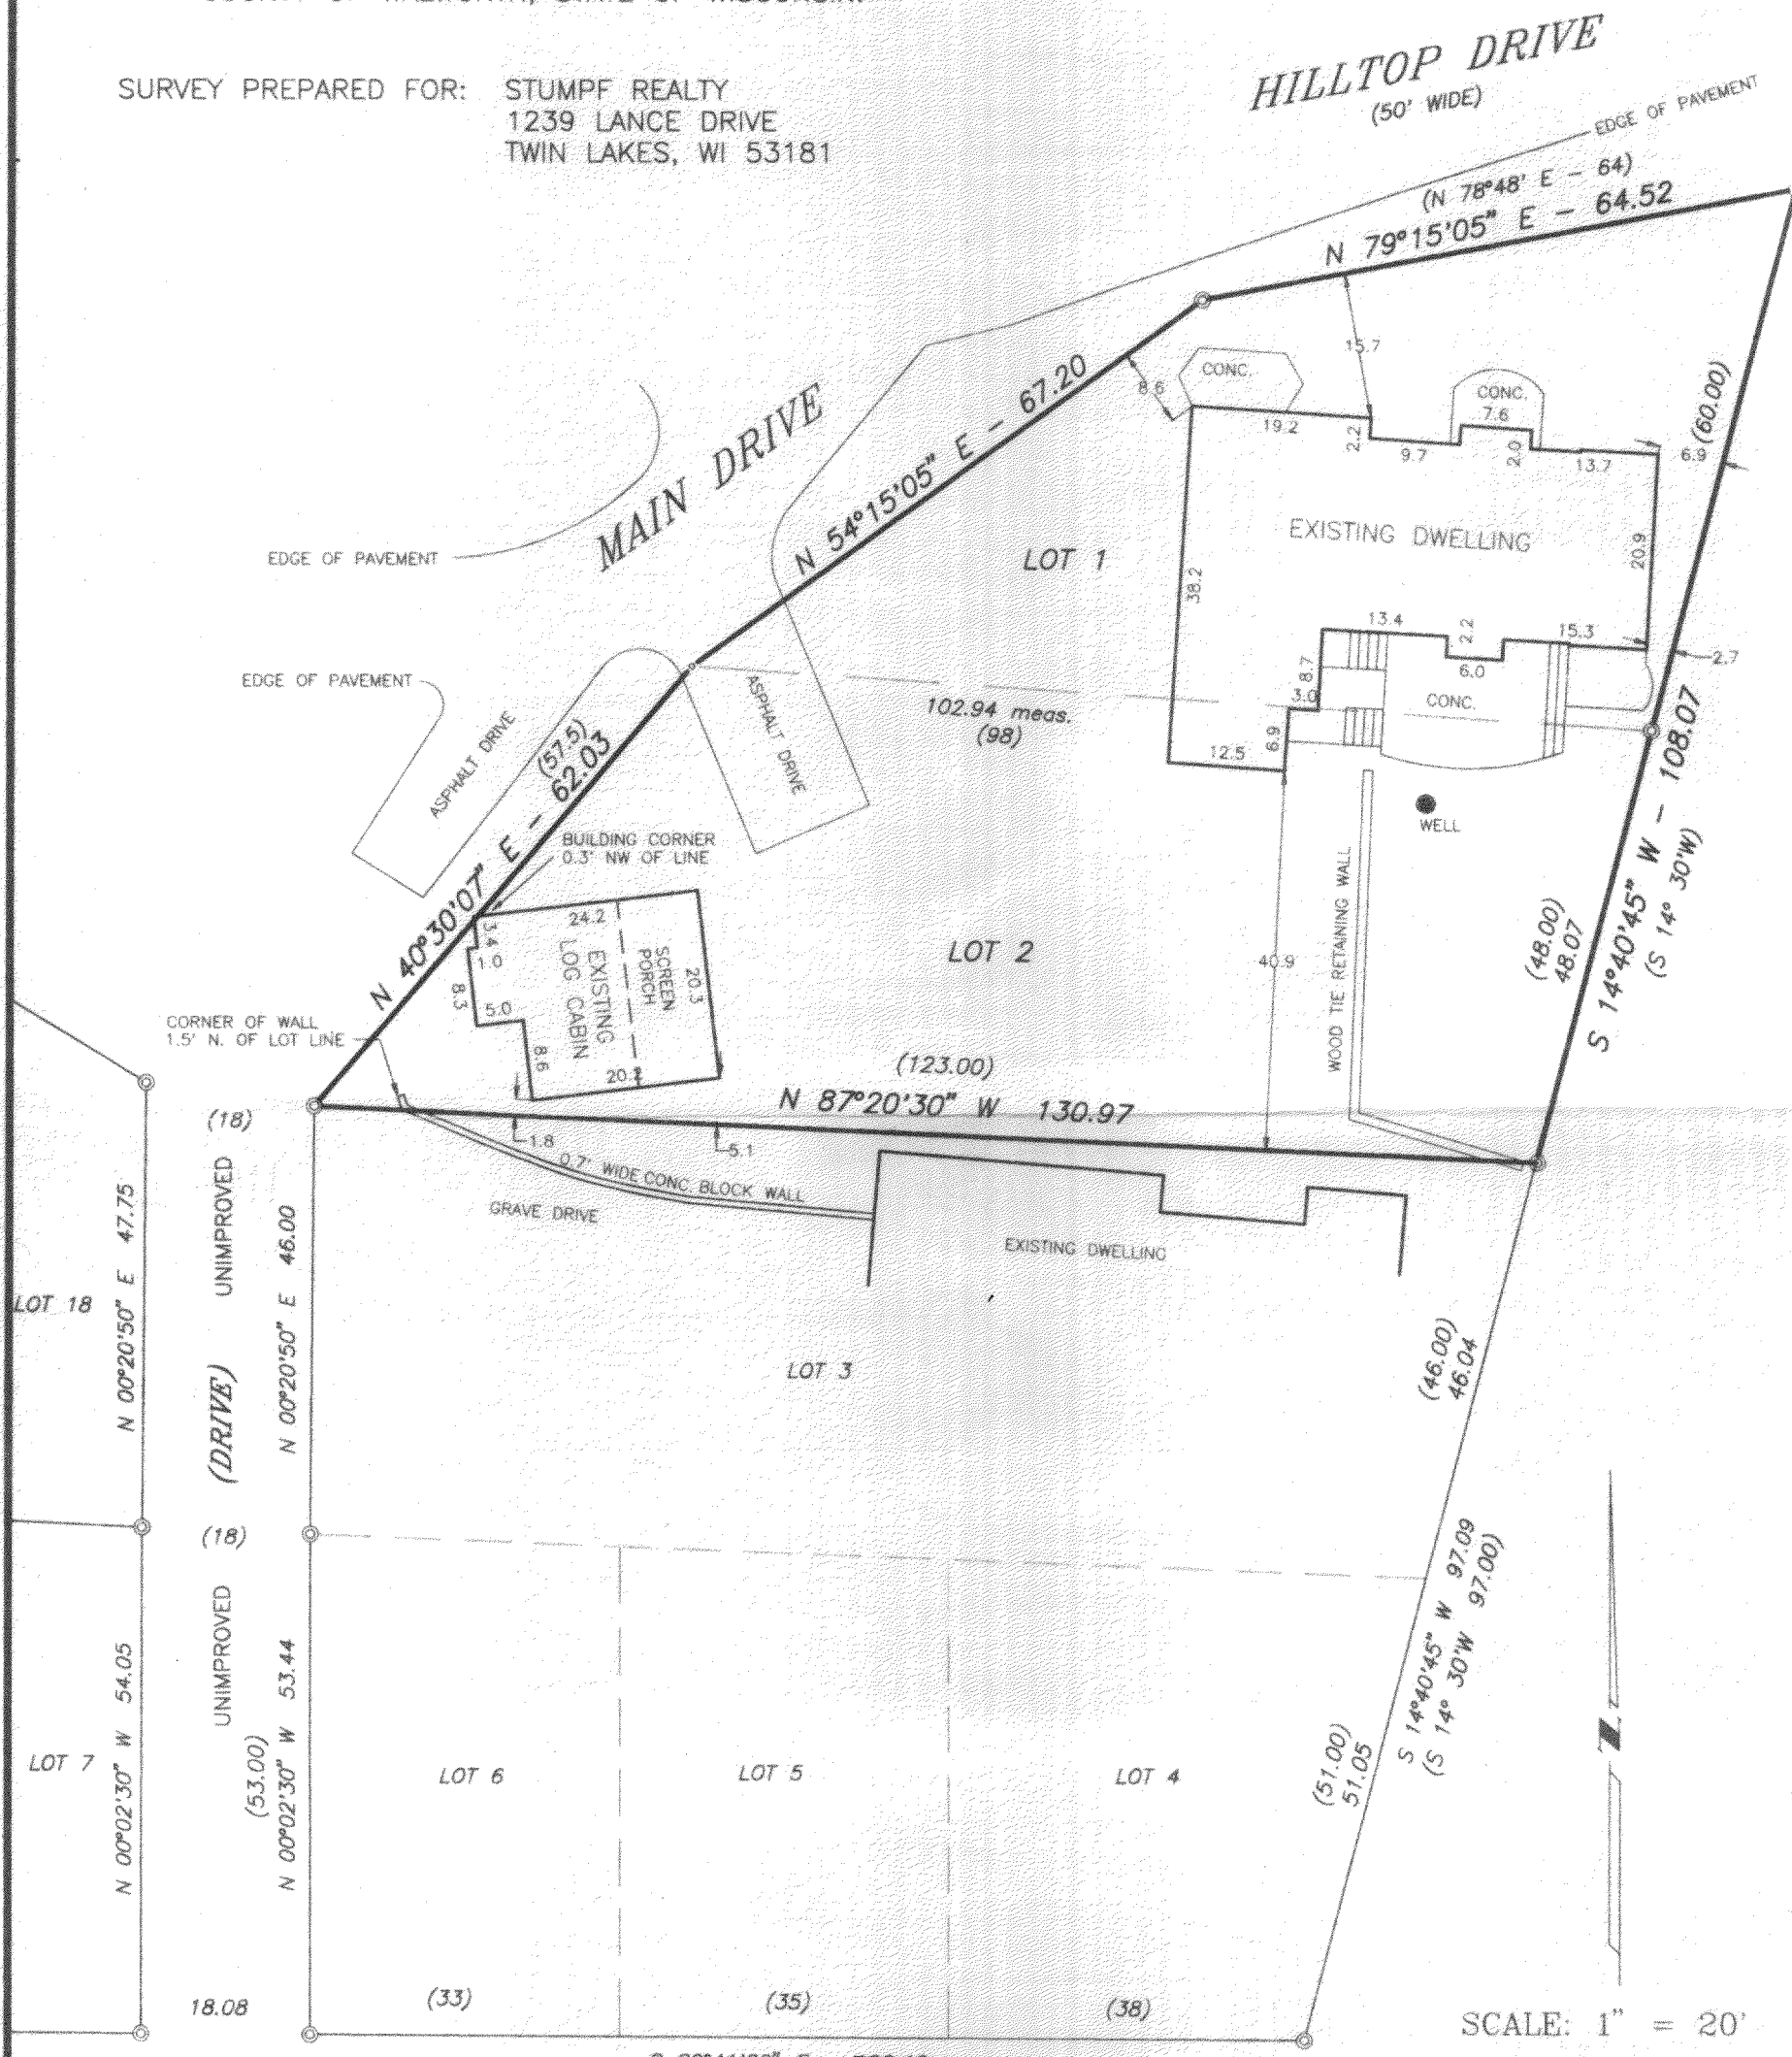 SURVEY PREPARED FOR: STUMPF REALTY
1239 LANCE DRIVE
TWIN LAKES, WI 53181
HILLTOP DRIVE
(50' WIDE)
EDGE OF PAVEMENT
(N 78°48' E - 64)
N 79°15'05" E - 64.52
MAIN DRIVE
N 54°15'05" E - 67.20
8.6
CONC.
15.7
CONC.
7.6
19.2
2.2
9.7
2.0
13.7
6.9
(60.00)
EDGE OF PAVEMENT
LOT 1
EXISTING DWELLING
38.2
20.9
13.4
2.2
15.3
6.0
2.7
8.7
3.0
CONC.
6.9
12.5
EDGE OF PAVEMENT
ASPHALT DRIVE
(57.5)
62.03
N 40°30'07" E -
ASPHALT DRIVE
102.94 meas.
(98)
WELL
S 14°40'45" W - 108.07
(S 14° 30'W)
(48.00)
48.07
BUILDING CORNER
0.3' NW OF LINE
24.2
3.4
1.0
8.3
5.0
8.6
EXISTING
LOG CABIN
SCREEN
PORCH
20.3
20.2
LOT 2
40.9
WOOD TIE RETAINING WALL
CORNER OF WALL
1.5' N. OF LOT LINE
(123.00)
N 87°20'30" W 130.97
1.8
5.1
0.7' WIDE CONC. BLOCK WALL
GRAVE DRIVE
EXISTING DWELLING
(18)
UNIMPROVED
N 00°20'50" E 47.75
N 00°20'50" E 46.00
LOT 18
(DRIVE)
LOT 3
(46.00)
46.04
(18)
UNIMPROVED
S 14°40'45" W 97.09
(S 14° 30'W 97.00)
N 00°02'30" W 54.05
(53.00)
N 00°02'30" W 53.44
LOT 7
LOT 6
LOT 5
LOT 4
(51.00)
51.05
18.08
(33)
(35)
(38)
SCALE: 1" = 20'